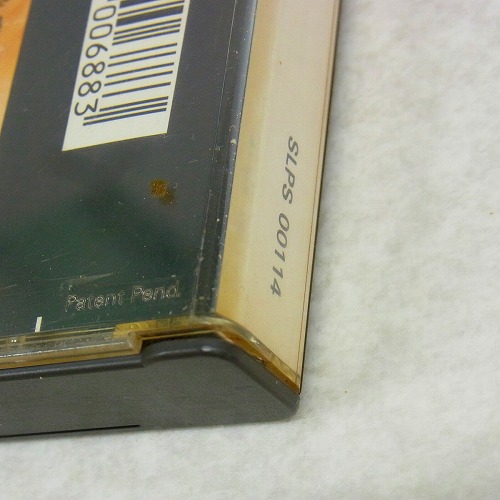 006883
SLPS 00114
Patent Pend.